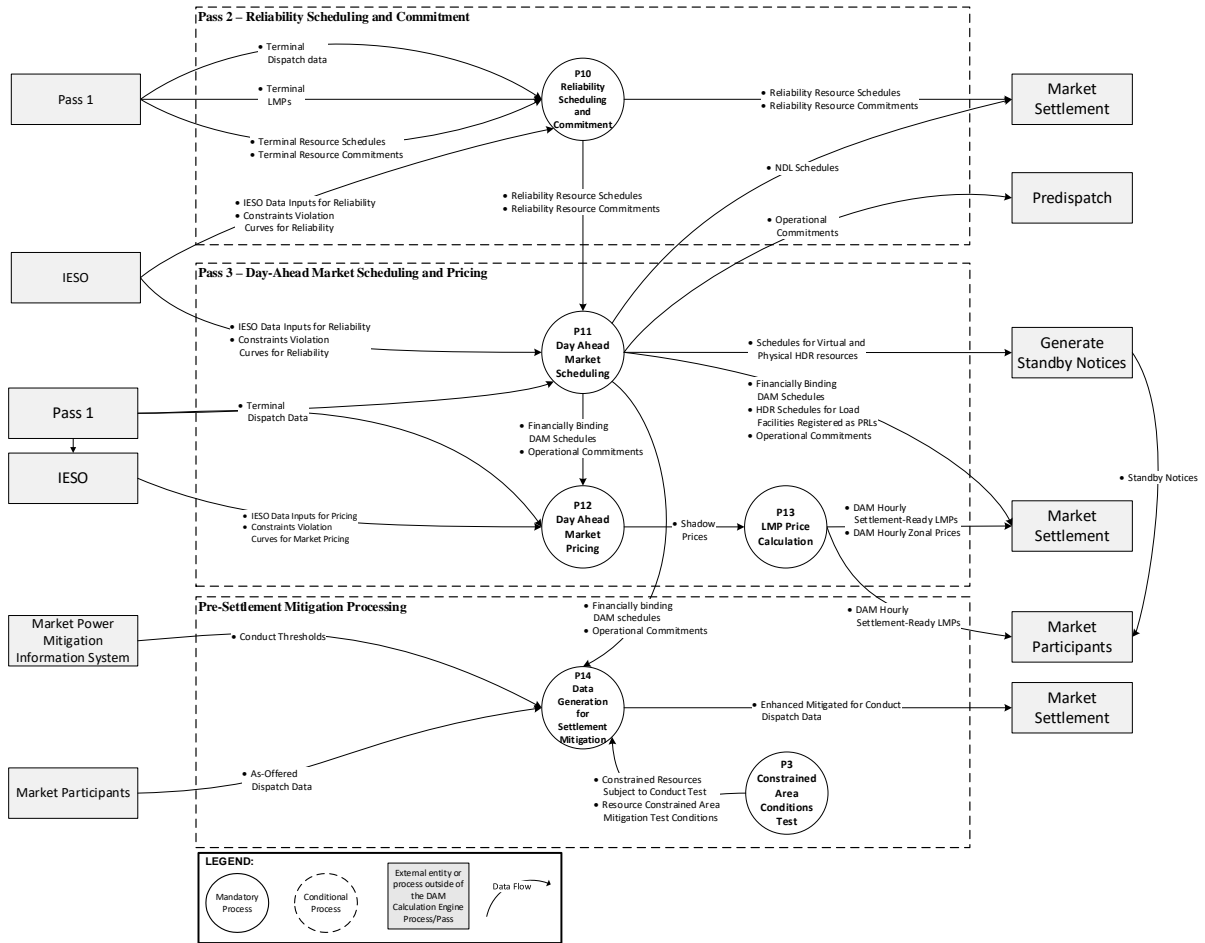 Pass 2 – Reliability Scheduling and Commitment
Pass 1
• Terminal
Dispatch data
• Terminal
LMPs
• Terminal Resource Schedules
• Terminal Resource Commitments
P10
Reliability
Scheduling
and
Commitment
• Reliability Resource Schedules
• Reliability Resource Commitments
Market
Settlement
• NDL Schedules
• IESO Data Inputs for Reliability
• Constraints Violation
Curves for Reliability
• Reliability Resource Schedules
• Reliability Resource Commitments
• Operational
Commitments
Predispatch
IESO
Pass 3 – Day-Ahead Market Scheduling and Pricing
• IESO Data Inputs for Reliability
• Constraints Violation
Curves for Reliability
P11
Day Ahead
Market
Scheduling
• Schedules for Virtual and
Physical HDR resources
Generate
Standby Notices
• Financially Binding
DAM Schedules
• HDR Schedules for Load
Facilities Registered as PRLs
• Operational Commitments
Pass 1
• Terminal
Dispatch Data
• Financially Binding
DAM Schedules
• Operational Commitments
IESO
• Standby Notices
• IESO Data Inputs for Pricing
• Constraints Violation
Curves for Market Pricing
P12
Day Ahead
Market
Pricing
• Shadow
Prices
P13
LMP Price
Calculation
• DAM Hourly
Settlement-Ready LMPs
• DAM Hourly Zonal Prices
Market
Settlement
Pre-Settlement Mitigation Processing
• Financially binding
DAM schedules
• Operational Commitments
• DAM Hourly
Settlement-Ready LMPs
Market
Participants
Market Power
Mitigation
Information System
• Conduct Thresholds
P14
Data
Generation
for
Settlement
Mitigation
• Enhanced Mitigated for Conduct
Dispatch Data
Market
Settlement
Market Participants
• As-Offered
Dispatch Data
• Constrained Resources
Subject to Conduct Test
• Resource Constrained Area
Mitigation Test Conditions
P3
Constrained
Area
Conditions
Test
LEGEND:
Mandatory
Process
Conditional
Process
External entity or
process outside of
the DAM
Calculation Engine
Process/Pass
Data Flow